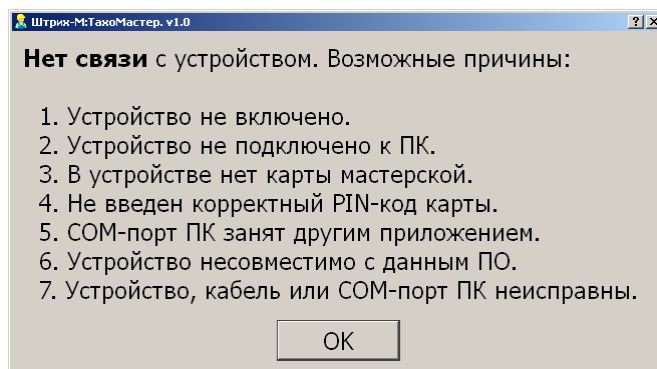 Штрих-М:ТахоМастер. v1.0
Нет связи с устройством. Возможные причины:
1. Устройство не включено.
2. Устройство не подключено к ПК.
3. В устройстве нет карты мастерской.
4. Не введен корректный PIN-код карты.
5. COM-порт ПК занят другим приложением.
6. Устройство несовместимо с данным ПО.
7. Устройство, кабель или COM-порт ПК неисправны.
OK